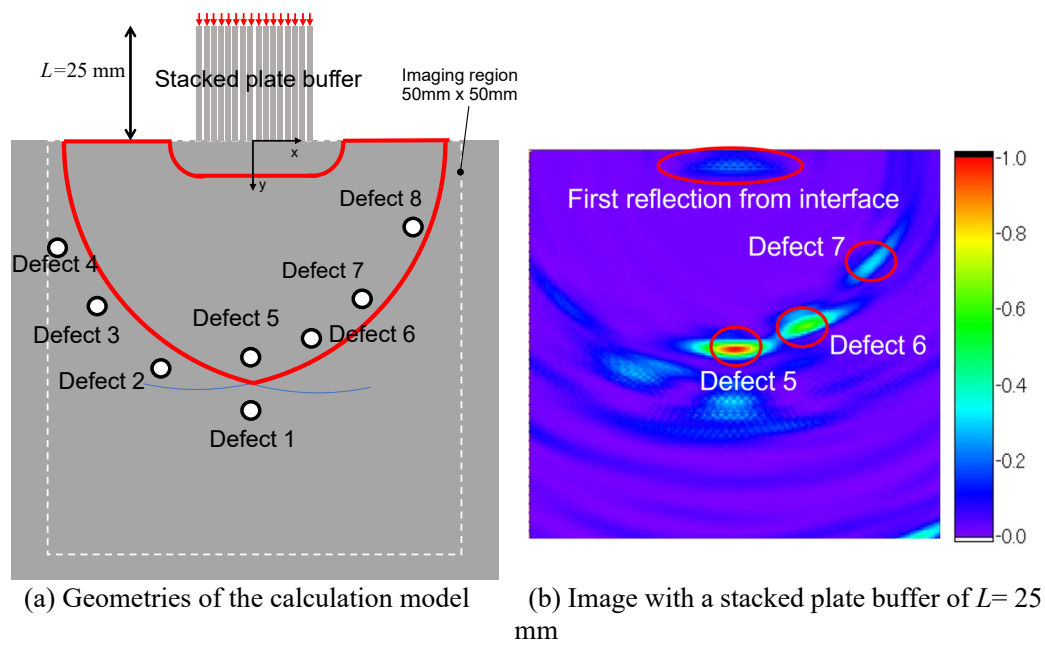 L=25 mm
Stacked plate buffer
Imaging region
50mm x 50mm
x
y
Defect 8
Defect 4
Defect 7
Defect 3
Defect 5
Defect 6
Defect 2
Defect 1
First reflection from interface
Defect 7
Defect 6
Defect 5
1.0
0.8
0.6
0.4
0.2
0.0
(a) Geometries of the calculation model
(b) Image with a stacked plate buffer of L= 25
mm